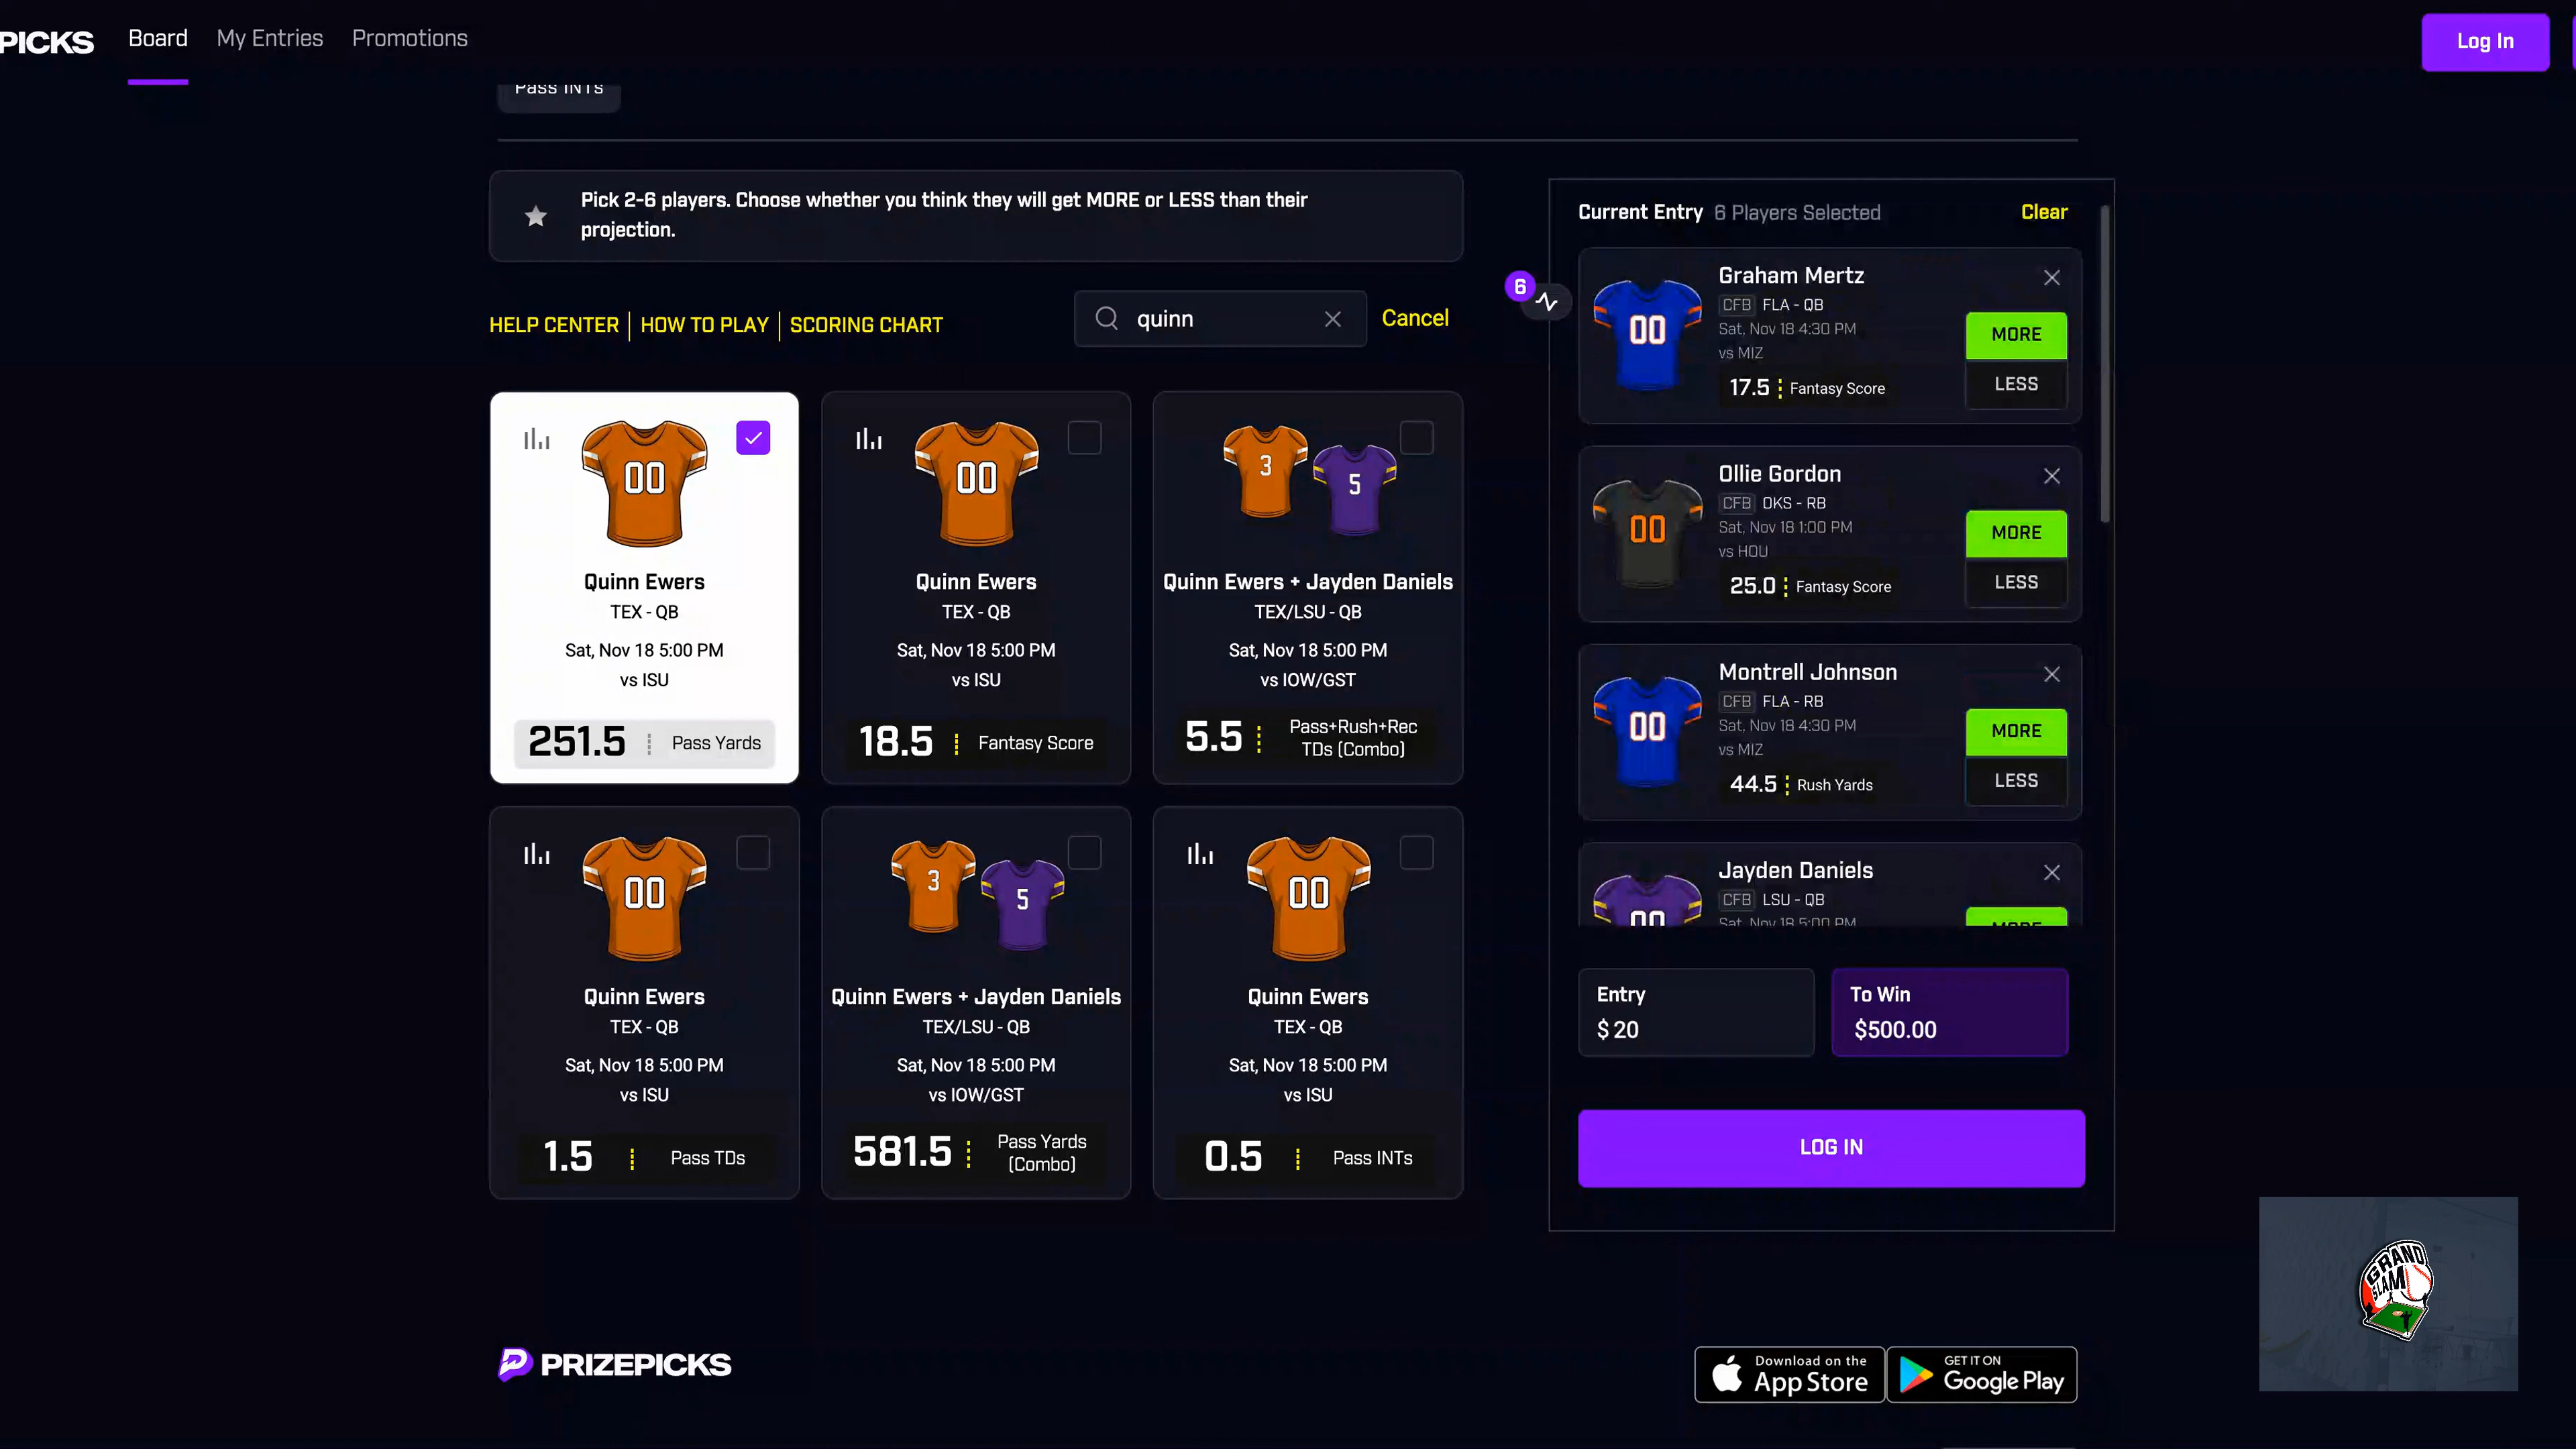 PICKS
Board
My Entries
Promotions
Log In
Pass INTs
Pick 2-6 players. Choose whether you think they will get MORE or LESS than their
projection.
HELP CENTER
HOW TO PLAY
SCORING CHART
quinn
Cancel
00
Quinn Ewers
TEX - QB
Sat, Nov 18 5:00 PM
vs ISU
251.5
Pass Yards
00
Quinn Ewers
TEX - QB
Sat, Nov 18 5:00 PM
vs ISU
18.5
Fantasy Score
3
5
Quinn Ewers + Jayden Daniels
TEX/LSU - QB
Sat, Nov 18 5:00 PM
vs IOW/GST
5.5
Pass+Rush+Rec
TDs (Combo)
00
Quinn Ewers
TEX - QB
Sat, Nov 18 5:00 PM
vs ISU
1.5
Pass TDs
3
5
Quinn Ewers + Jayden Daniels
TEX/LSU - QB
Sat, Nov 18 5:00 PM
vs IOW/GST
581.5
Pass Yards
(Combo)
00
Quinn Ewers
TEX - QB
Sat, Nov 18 5:00 PM
vs ISU
0.5
Pass INTs
6
Current Entry 6 Players Selected
Clear
00
Graham Mertz
CFB FLA - QB
Sat, Nov 18 4:30 PM
vs MIZ
17.5 Fantasy Score
MORE
LESS
00
Ollie Gordon
CFB OKS - RB
Sat, Nov 18 1:00 PM
vs HOU
25.0 Fantasy Score
MORE
LESS
00
Montrell Johnson
CFB FLA - RB
Sat, Nov 18 4:30 PM
vs MIZ
44.5 Rush Yards
MORE
LESS
00
Jayden Daniels
CFB LSU - QB
Sat, Nov 18 5:00 PM
MORE
Entry
$ 20
To Win
$500.00
LOG IN
GRAND
SLAM
PRIZEPICKS
Download on the
App Store
GET IT ON
Google Play